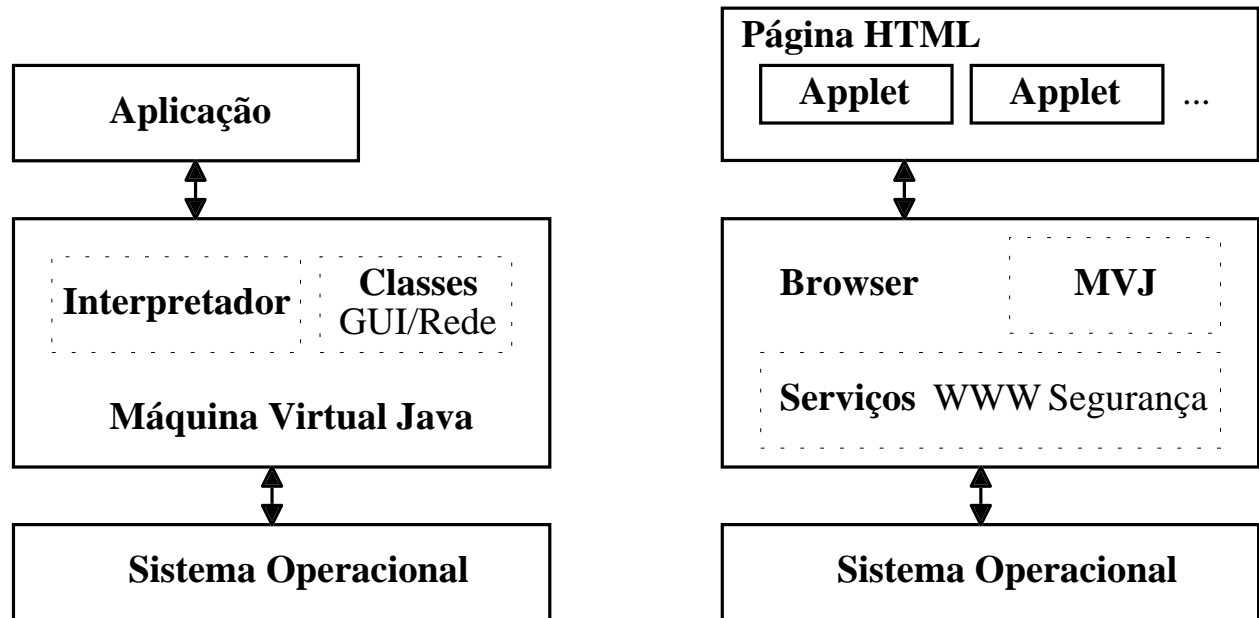 Aplicação
Interpretador
Classes
GUI/Rede
Máquina Virtual Java
Sistema Operacional
Página HTML
Applet
Applet
...
Browser
MVJ
Serviços WWW Segurança
Sistema Operacional